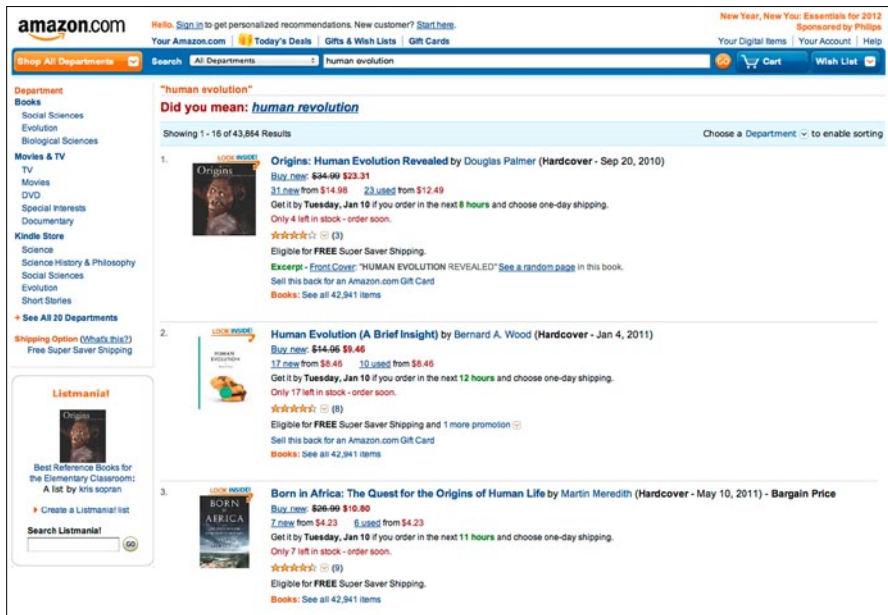 amazon.com
Hello. Sign in to get personalized recommendations. New customer? Start here.
New Year, New You: Essentials for 2012
Sponsored by Philips
Your Amazon.com | Today's Deals | Gifts & Wish Lists | Gift Cards
Your Digital Items | Your Account | Help
Shop All Departments
Search All Departments human evolution GO Cart Wish List
Department
Books
Social Sciences
Evolution
Biological Sciences
Movies & TV
TV
Movies
DVD
Special Interests
Documentary
Kindle Store
Science
Science History & Philosophy
Social Sciences
Evolution
Short Stories
See All 20 Departments
Shipping Option (What's this?)
Free Super Saver Shipping
Listmania!
Origins
Best Reference Books for
the Elementary Classroom:
A list by kris sopran
Create a Listmania! list
Search Listmania!
GO
"human evolution"
Did you mean: human revolution
Showing 1 - 16 of 43,864 Results
Choose a Department to enable sorting
1.
LOOK INSIDE!
Origins
Origins: Human Evolution Revealed by Douglas Palmer (Hardcover - Sep 20, 2010)
Buy new: $34.99 $23.31
31 new from $14.98 23 used from $12.49
Get it by Tuesday, Jan 10 if you order in the next 8 hours and choose one-day shipping.
Only 4 left in stock - order soon.
(3)
Eligible for FREE Super Saver Shipping.
Excerpt - Front Cover: "HUMAN EVOLUTION REVEALED" See a random page in this book.
Sell this back for an Amazon.com Gift Card
Books: See all 42,941 items
2.
LOOK INSIDE!
HUMAN
EVOLUTION
Human Evolution (A Brief Insight) by Bernard A. Wood (Hardcover - Jan 4, 2011)
Buy new: $14.95 $9.46
17 new from $8.46 10 used from $8.46
Get it by Tuesday, Jan 10 if you order in the next 12 hours and choose one-day shipping.
Only 17 left in stock - order soon.
(8)
Eligible for FREE Super Saver Shipping and 1 more promotion
Sell this back for an Amazon.com Gift Card
Books: See all 42,941 items
3.
LOOK INSIDE!
BORN
IN
AFRICA
Born in Africa: The Quest for the Origins of Human Life by Martin Meredith (Hardcover - May 10, 2011) - Bargain Price
Buy new: $26.99 $10.80
7 new from $4.23 6 used from $4.23
Get it by Tuesday, Jan 10 if you order in the next 11 hours and choose one-day shipping.
Only 7 left in stock - order soon.
(9)
Eligible for FREE Super Saver Shipping.
Books: See all 42,941 items